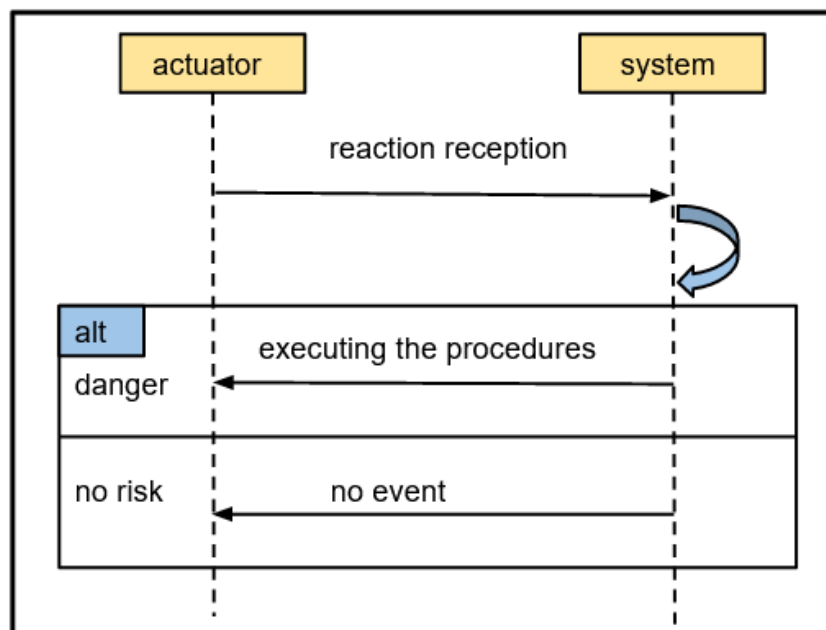 actuator
system
reaction reception
alt
executing the procedures
danger
no risk
no event